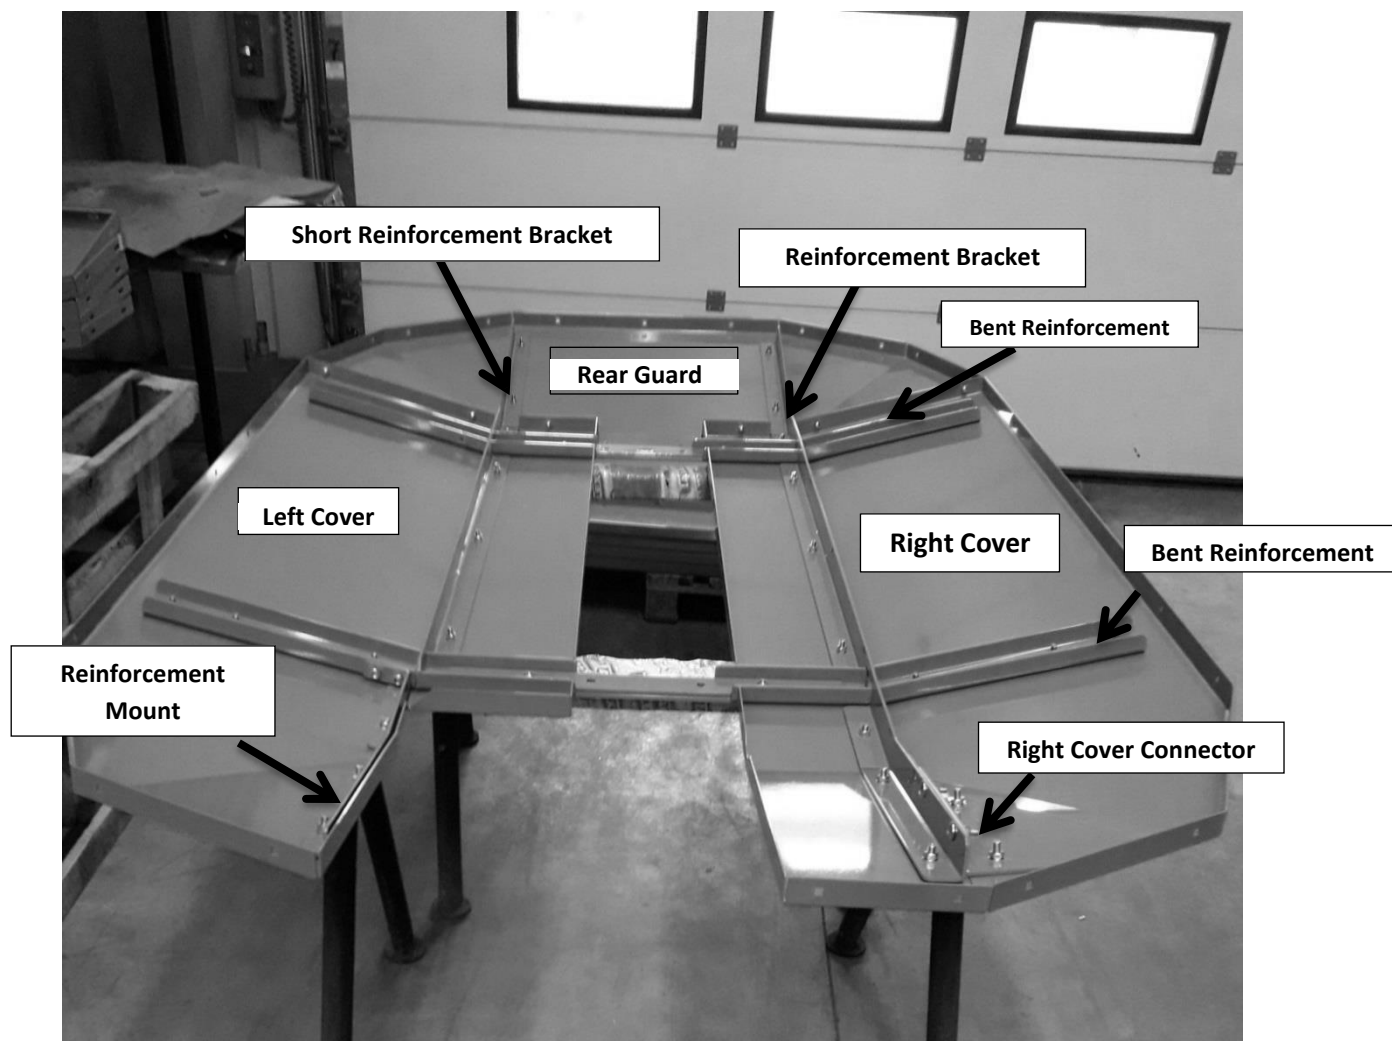 Short Reinforcement Bracket
Reinforcement Bracket
Bent Reinforcement
Rear Guard
Left Cover
Right Cover
Bent Reinforcement
Reinforcement
Mount
Right Cover Connector